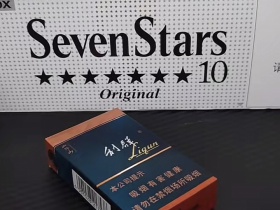 OX
Seven Stars
★★★★★★★ 10
Original
利群
Liqun
本公司提示
吸烟有害健康
请勿在禁烟场所吸烟